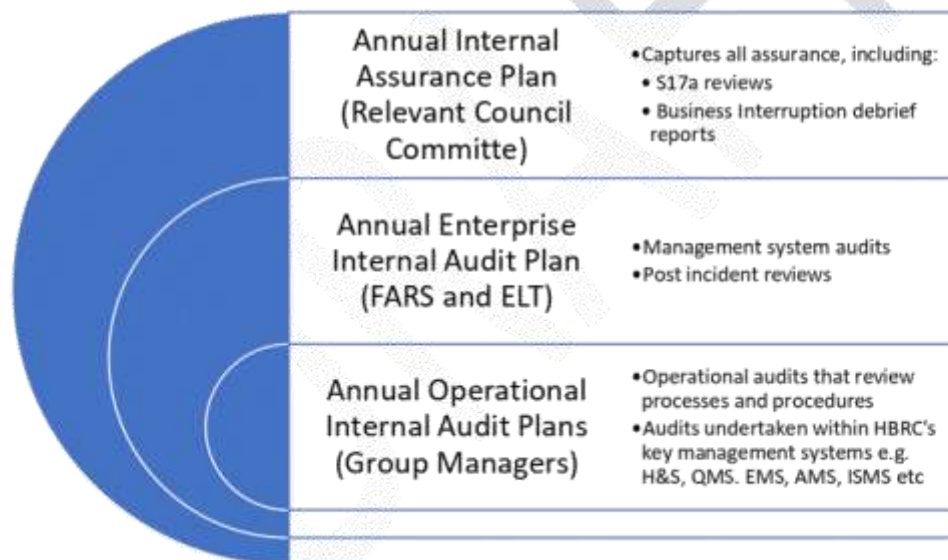 Annual Internal
Assurance Plan
(Relevant Council
Committe)
•Captures all assurance, including:
• S17a reviews
• Business Interruption debrief
reports
Annual Enterprise
Internal Audit Plan
(FARS and ELT)
•Management system audits
•Post incident reviews
Annual Operational
Internal Audit Plans
(Group Managers)
•Operational audits that review
processes and procedures
•Audits undertaken within HBRC's
key management systems e.g.
H&S, QMS. EMS, AMS, ISMS etc